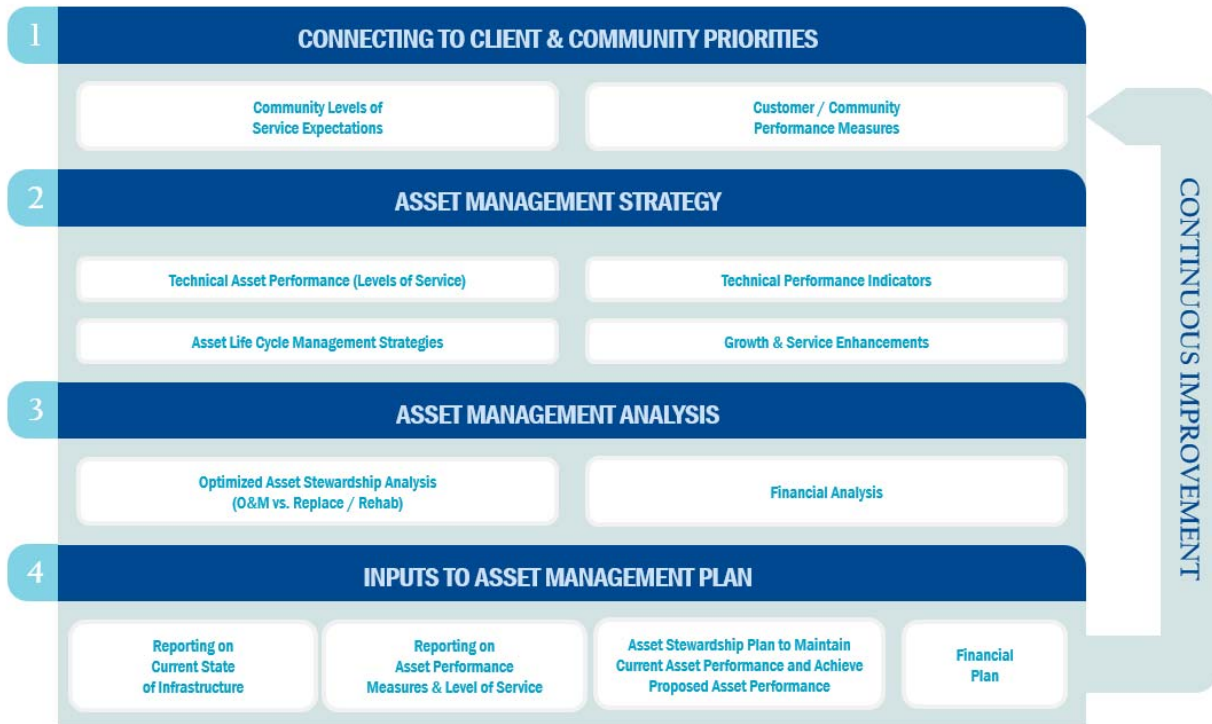 1
CONNECTING TO CLIENT & COMMUNITY PRIORITIES
Community Levels of
Service Expectations
Customer / Community
Performance Measures
2
ASSET MANAGEMENT STRATEGY
Technical Asset Performance (Levels of Service)
Technical Performance Indicators
Asset Life Cycle Management Strategies
Growth & Service Enhancements
3
ASSET MANAGEMENT ANALYSIS
Optimized Asset Stewardship Analysis
(O&M vs. Replace / Rehab)
Financial Analysis
4
INPUTS TO ASSET MANAGEMENT PLAN
Reporting on
Current State
of Infrastructure
Reporting on
Asset Performance
Measures & Level of Service
Asset Stewardship Plan to Maintain
Current Asset Performance and Achieve
Proposed Asset Performance
Financial
Plan
CONTINUOUS IMPROVEMENT